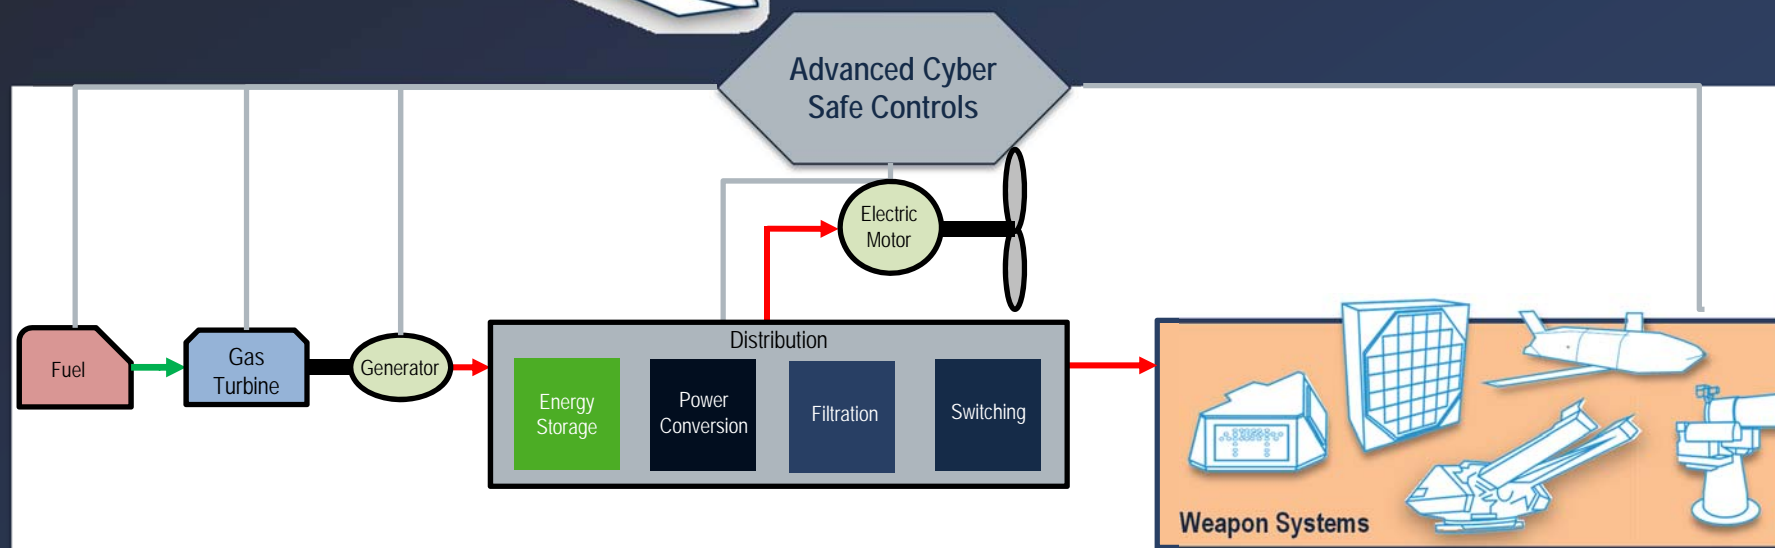 Advanced Cyber
Safe Controls
Electric
Motor
Fuel
Gas
Turbine
Generator
Distribution
Energy
Storage
Power
Conversion
Filtration
Switching
Weapon Systems